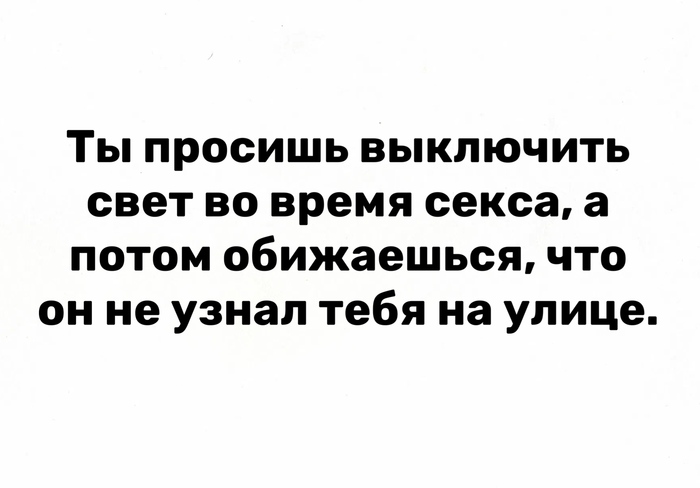 Ты просишь выключить
свет во время секса, а
потом обижаешься, что
он не узнал тебя на улице.